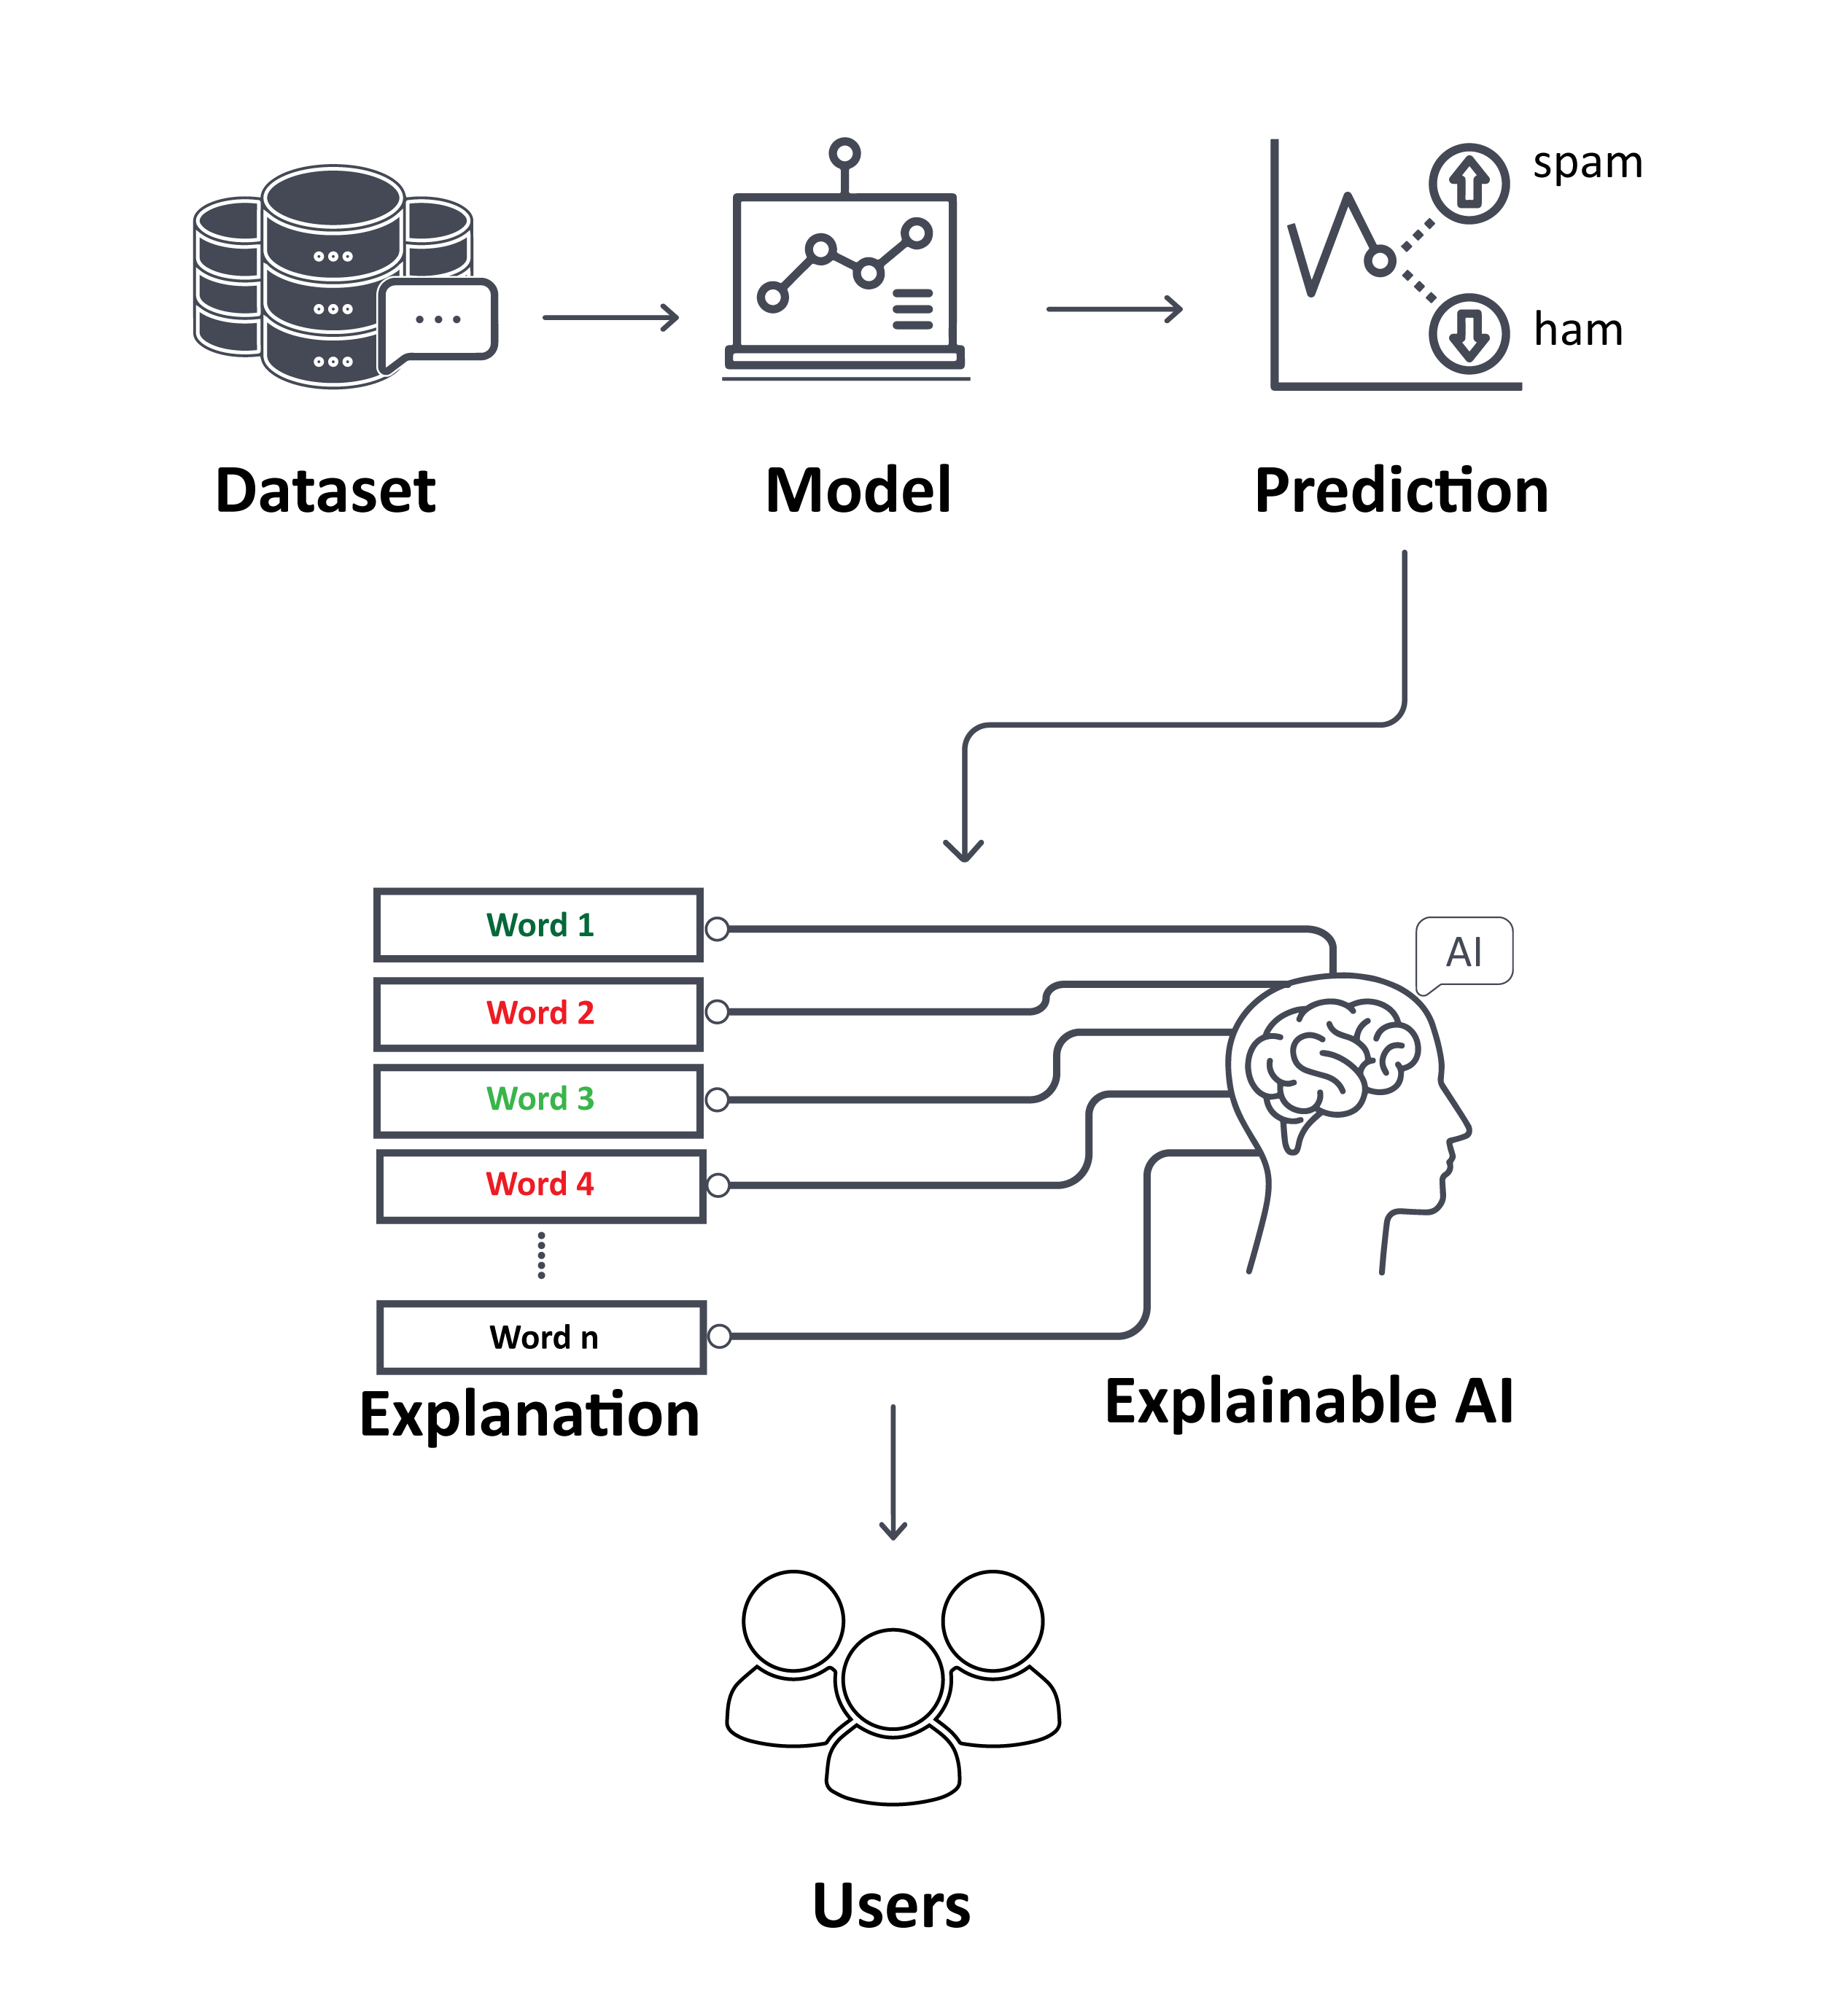 spam
ham
Dataset
Model
Prediction
Word 1
AI
Word 2
Word 3
Word 4
Word n
Explanation
Explainable AI
Users